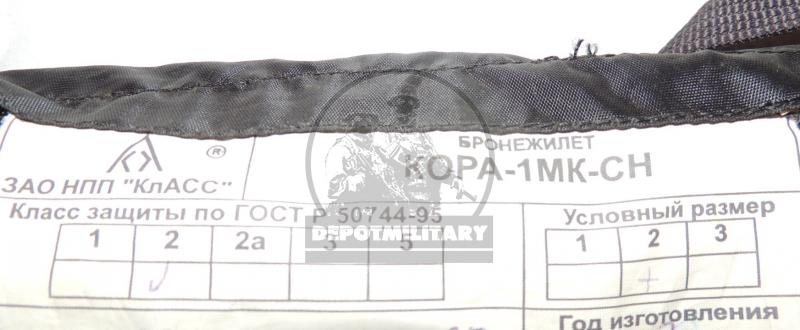 БРОНЕЖИЛЕТ
КОРА-1МК-СН
®
ЗАО НПП "КлАСС"
Класс защиты по ГОСТ Р 50744-95
1 2 2а 3 5
Условный размер
1 2 3
+
Год изготовления
DEPOTMILITARY